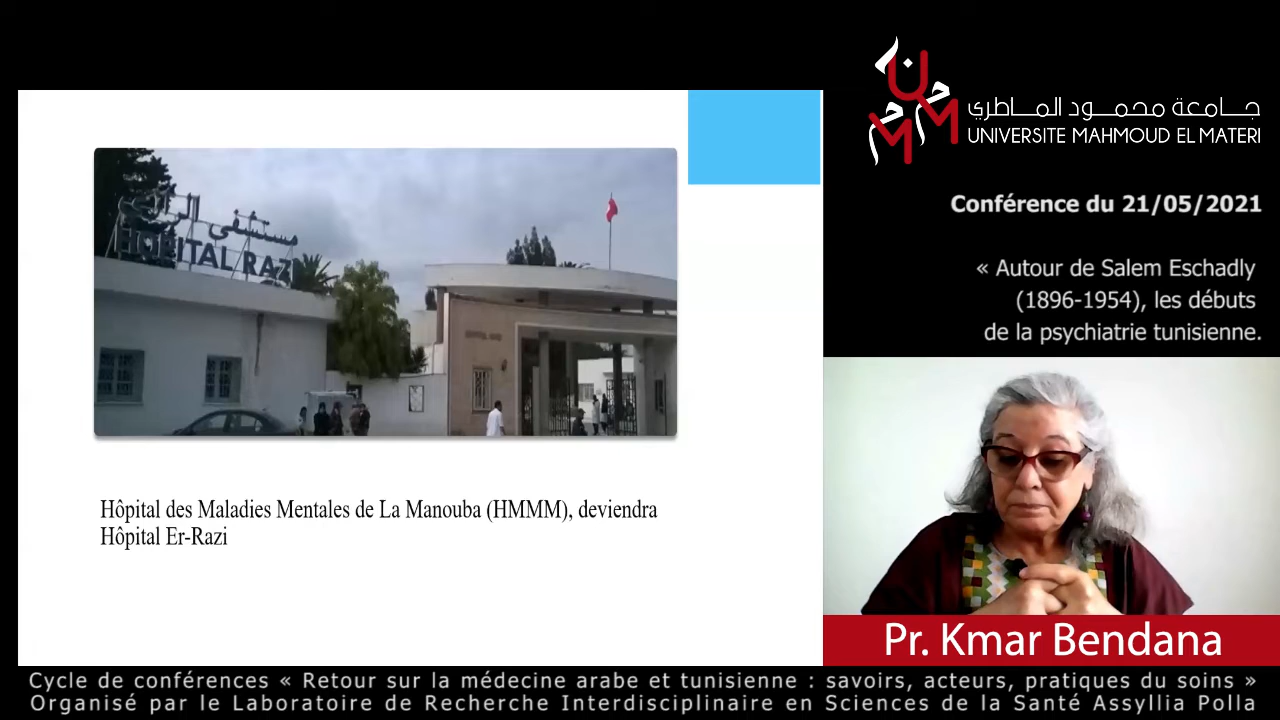 مستشفى الرازي
HOPITAL RAZI
Hôpital des Maladies Mentales de La Manouba (HMMM), deviendra
Hôpital Er-Razi
جامعة محمود الماطري
UNIVERSITE MAHMOUD EL MATERI
Conférence du 21/05/2021
« Autour de Salem Eschadly
(1896-1954), les débuts
de la psychiatrie tunisienne.
Pr. Kmar Bendana
Cycle de conférences « Retour sur la médecine arabe et tunisienne : savoirs, acteurs, pratiques du soins »
Organisé par le Laboratoire de Recherche Interdisciplinaire en Sciences de la Santé Assyllia Polla